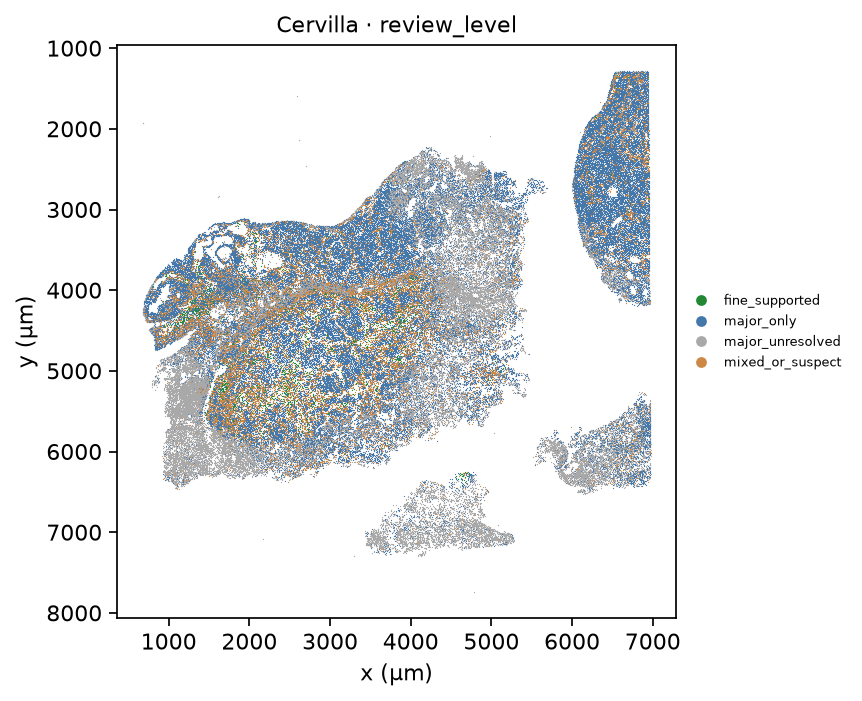 Cervilla · review_level
1000
2000
3000
4000
5000
6000
7000
8000
y (µm)
1000 2000 3000 4000 5000 6000 7000
x (µm)
fine_supported
major_only
major_unresolved
mixed_or_suspect